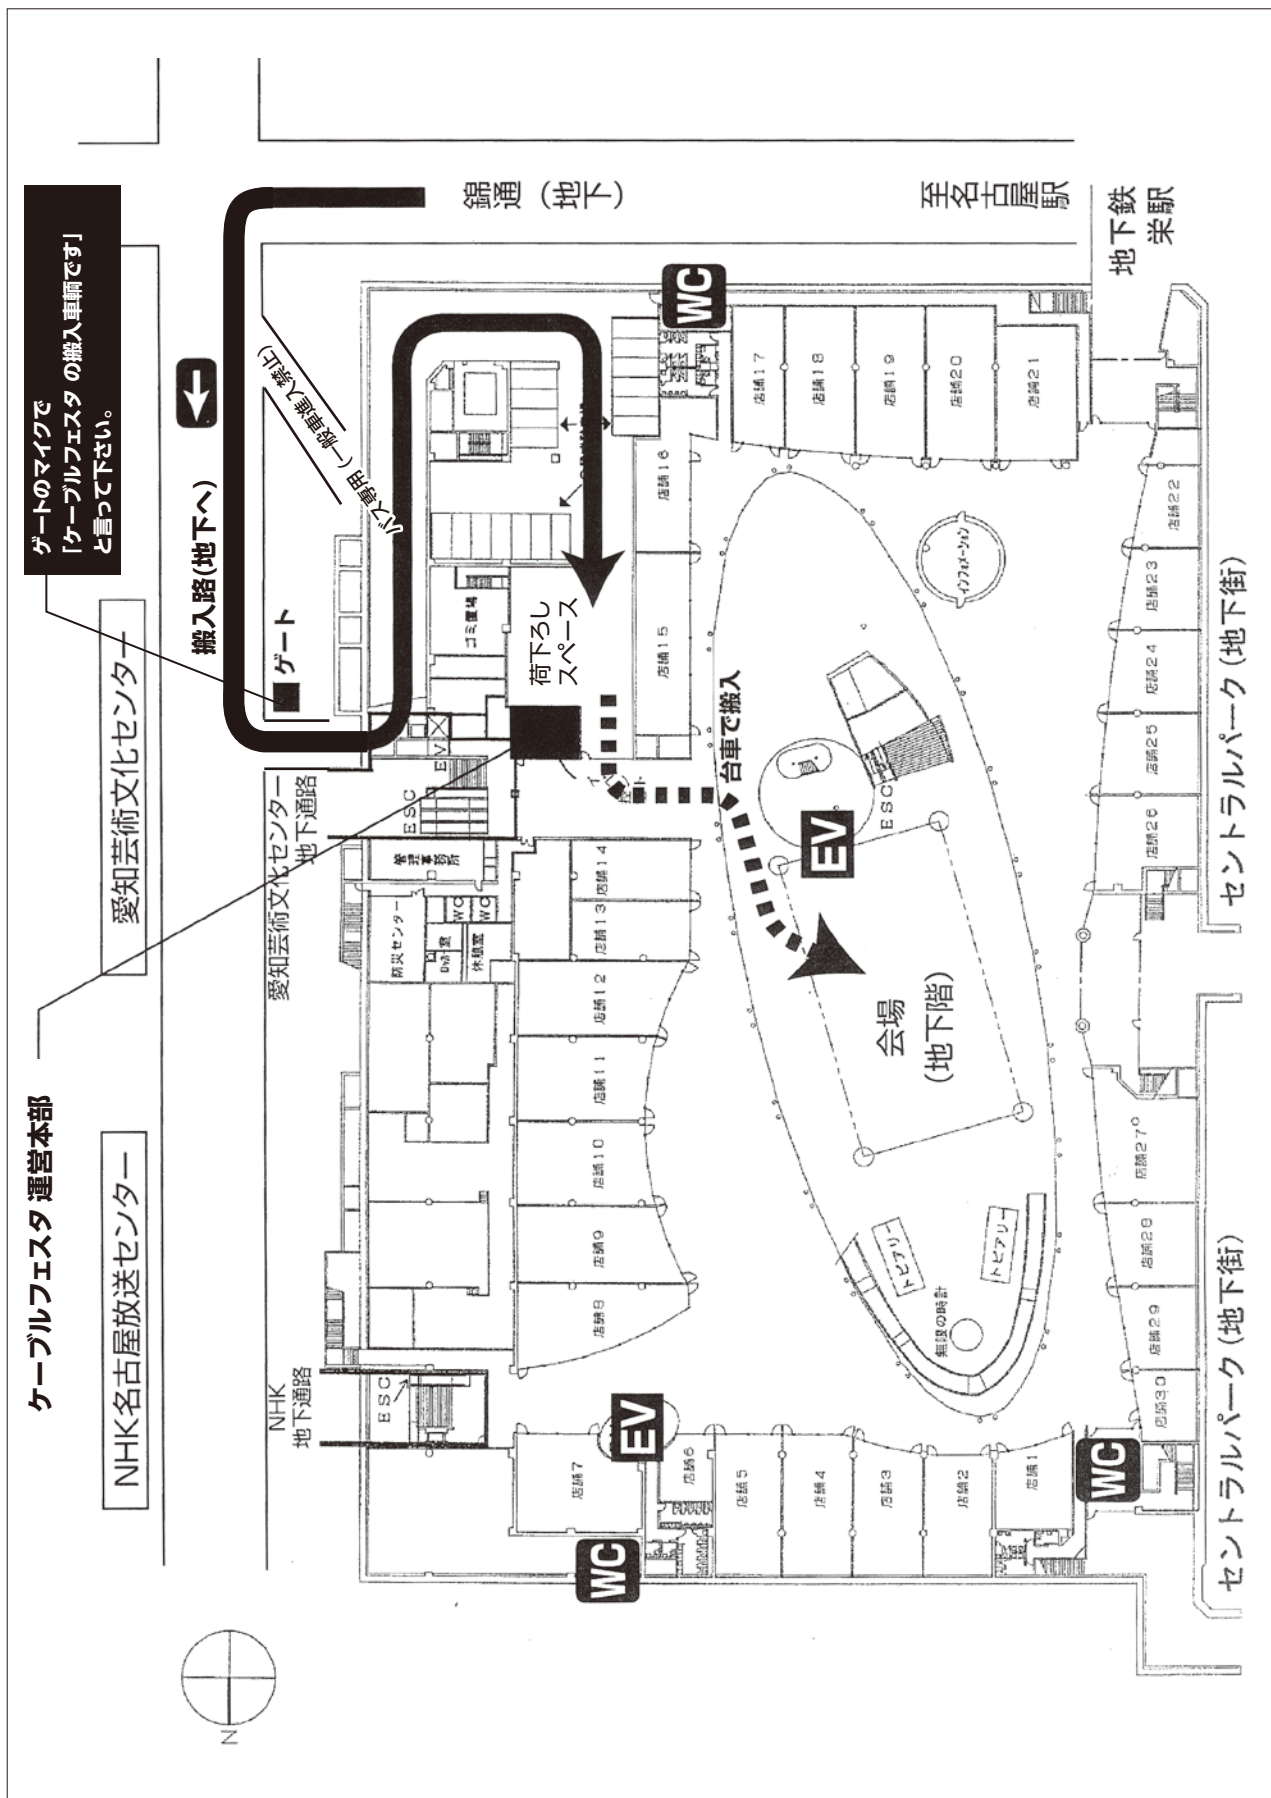 ゲートのマイクで
「ケーブルフェスタ の搬入車輌です」
と言って下さい。
ケーブルフェスタ 運営本部
NHK名古屋放送センター
愛知芸術文化センター
搬入路(地下へ)
ゲート
バス専用 (一般車進入禁止)
錦通 (地下)
至名古屋駅
地下鉄
栄駅
N
NHK
地下通路
愛知芸術文化センター
地下通路
ESC
ESC
EV
防災センター
管理事務所
WC
WC
休憩室
ゴミ置場
荷下ろし
スペース
台車で搬入
WC
EV
店舗7
店舗6
店舗5
店舗4
店舗3
店舗2
店舗1
WC
店舗8
店舗9
店舗10
店舗11
店舗12
店舗13
店舗14
店舗15
店舗16
WC
店舗17
店舗18
店舗19
店舗20
店舗21
インフォメーション
EV
ESC
会場
(地下階)
トピアリー
トピアリー
無限の時計
店舗30
店舗29
店舗28
店舗27
店舗26
店舗25
店舗24
店舗23
店舗22
セントラルパーク (地下街)
セントラルパーク (地下街)